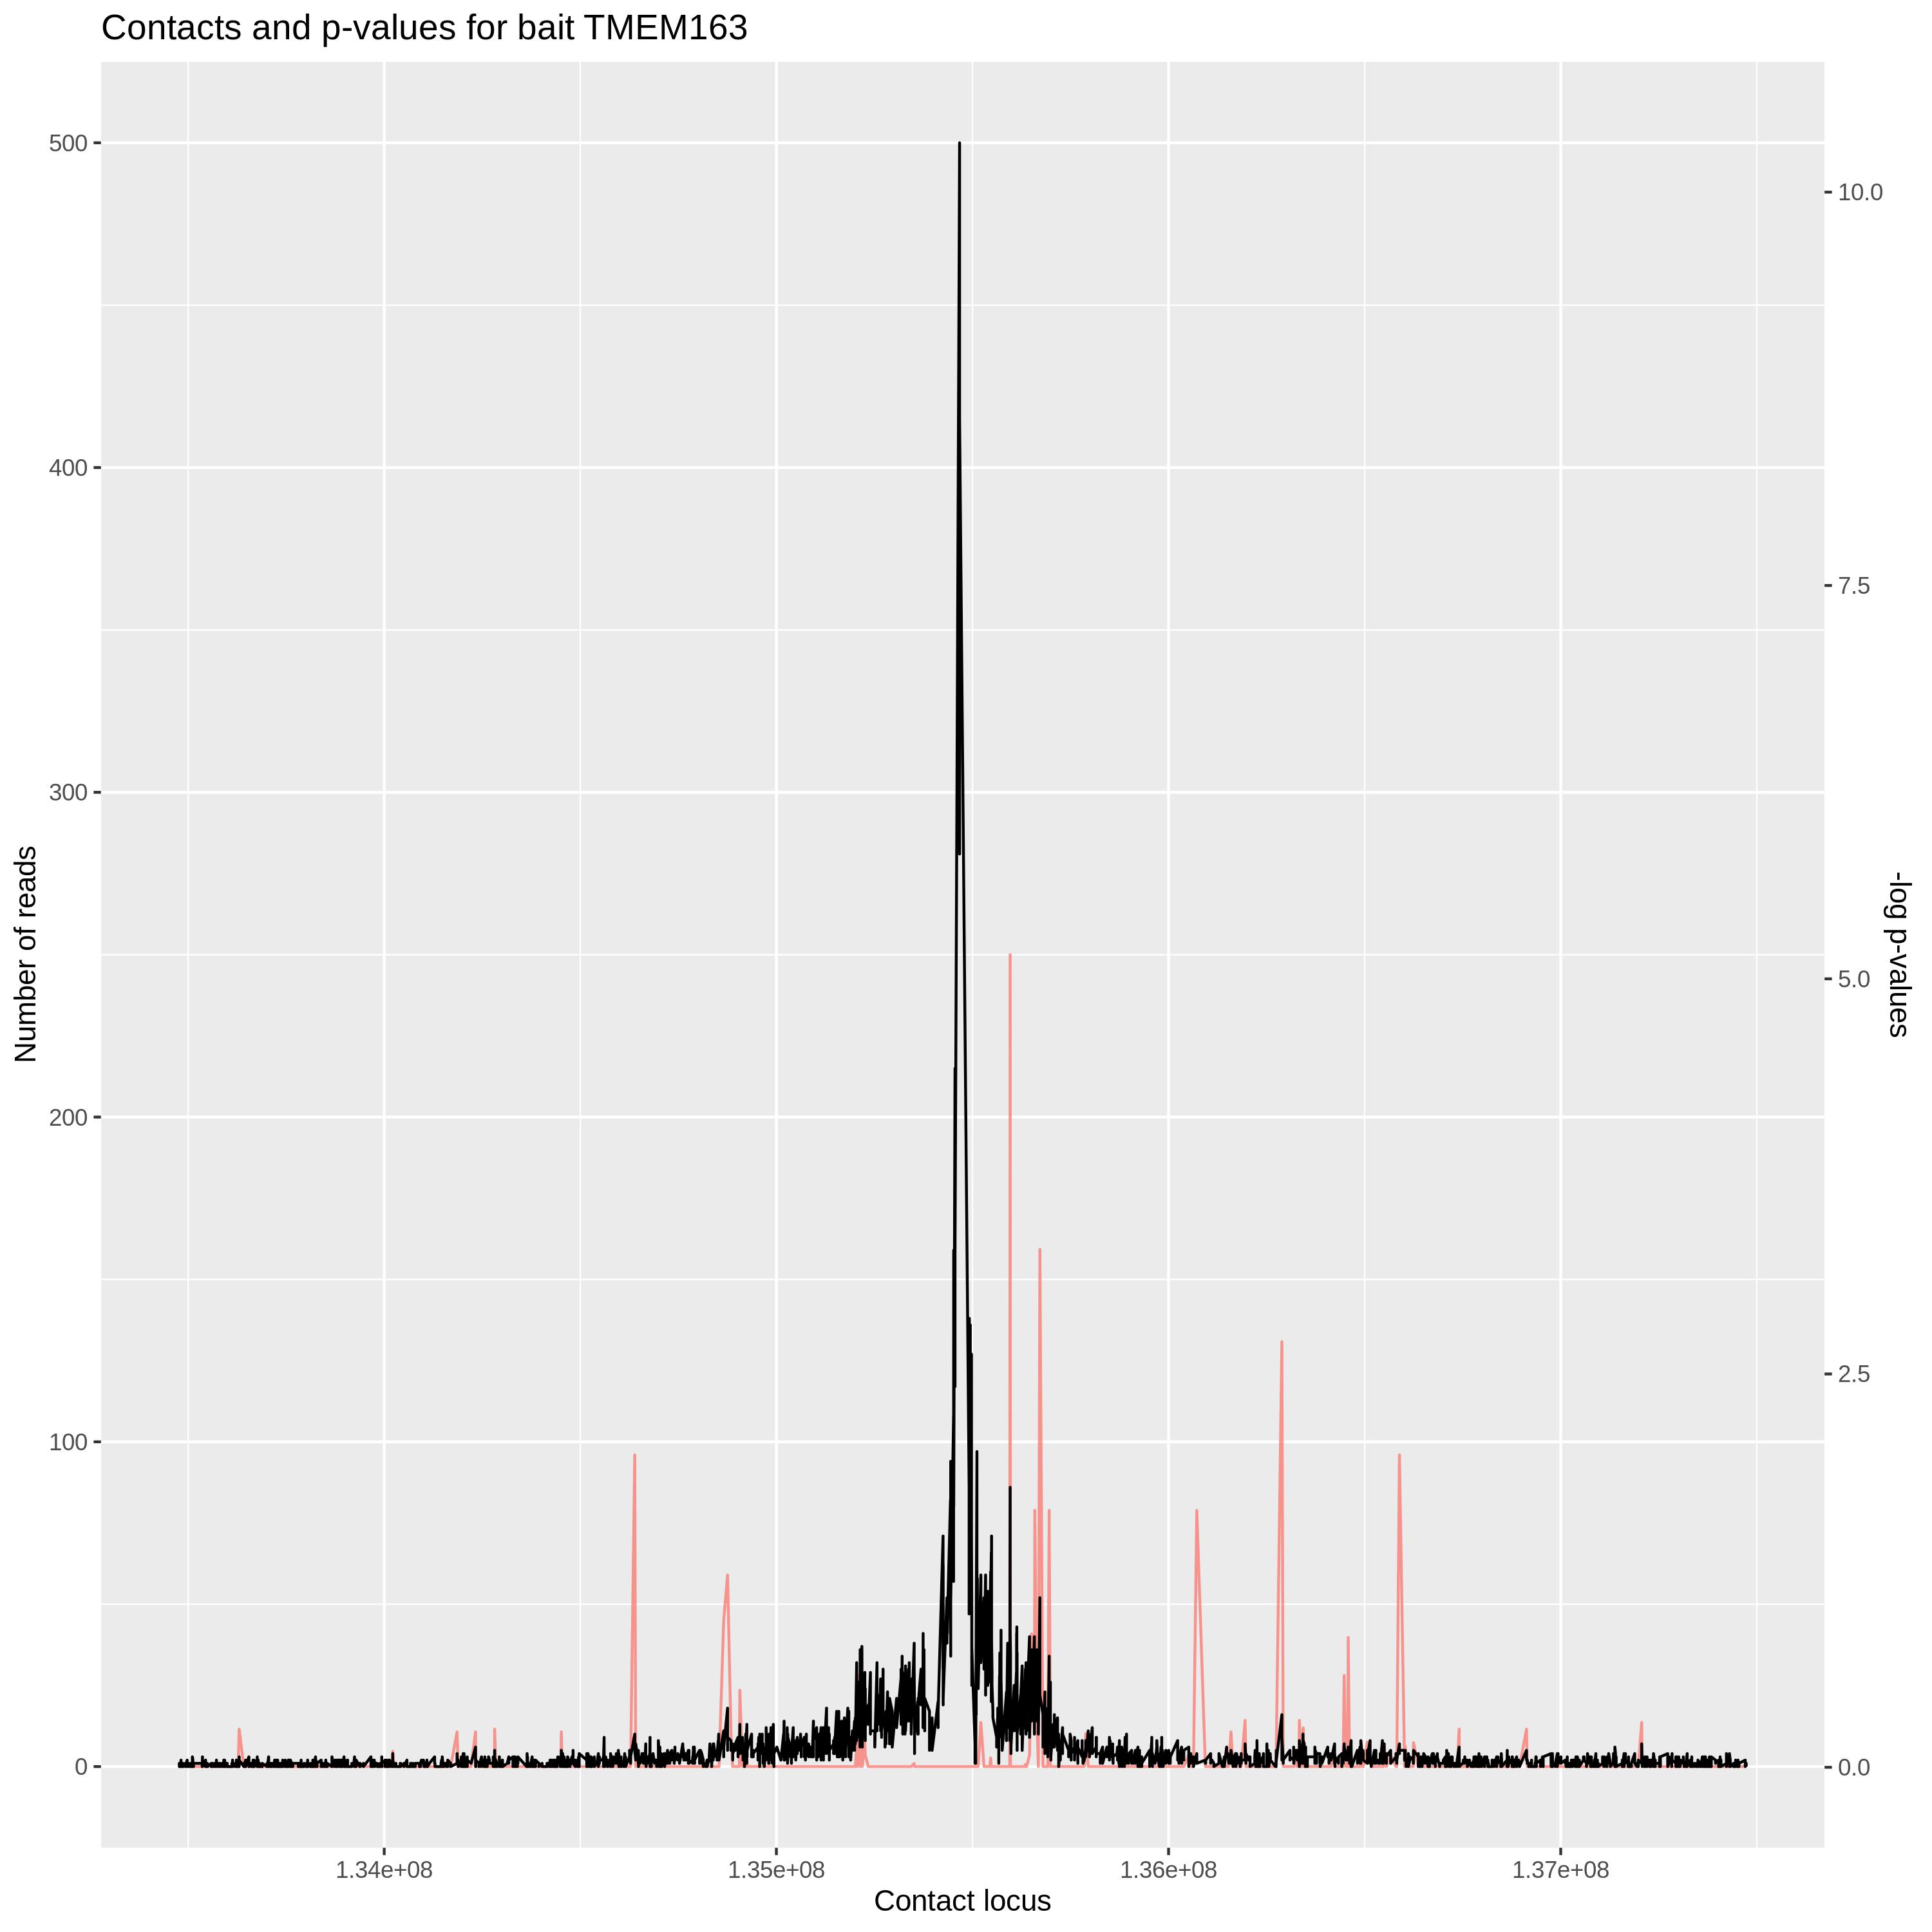 Contacts and p-values for bait TMEM163
500
400
300
200
100
0
Number of reads
10.0
7.5
5.0
2.5
0.0
-log p-values
1.34e+08
1.35e+08
1.36e+08
1.37e+08
Contact locus